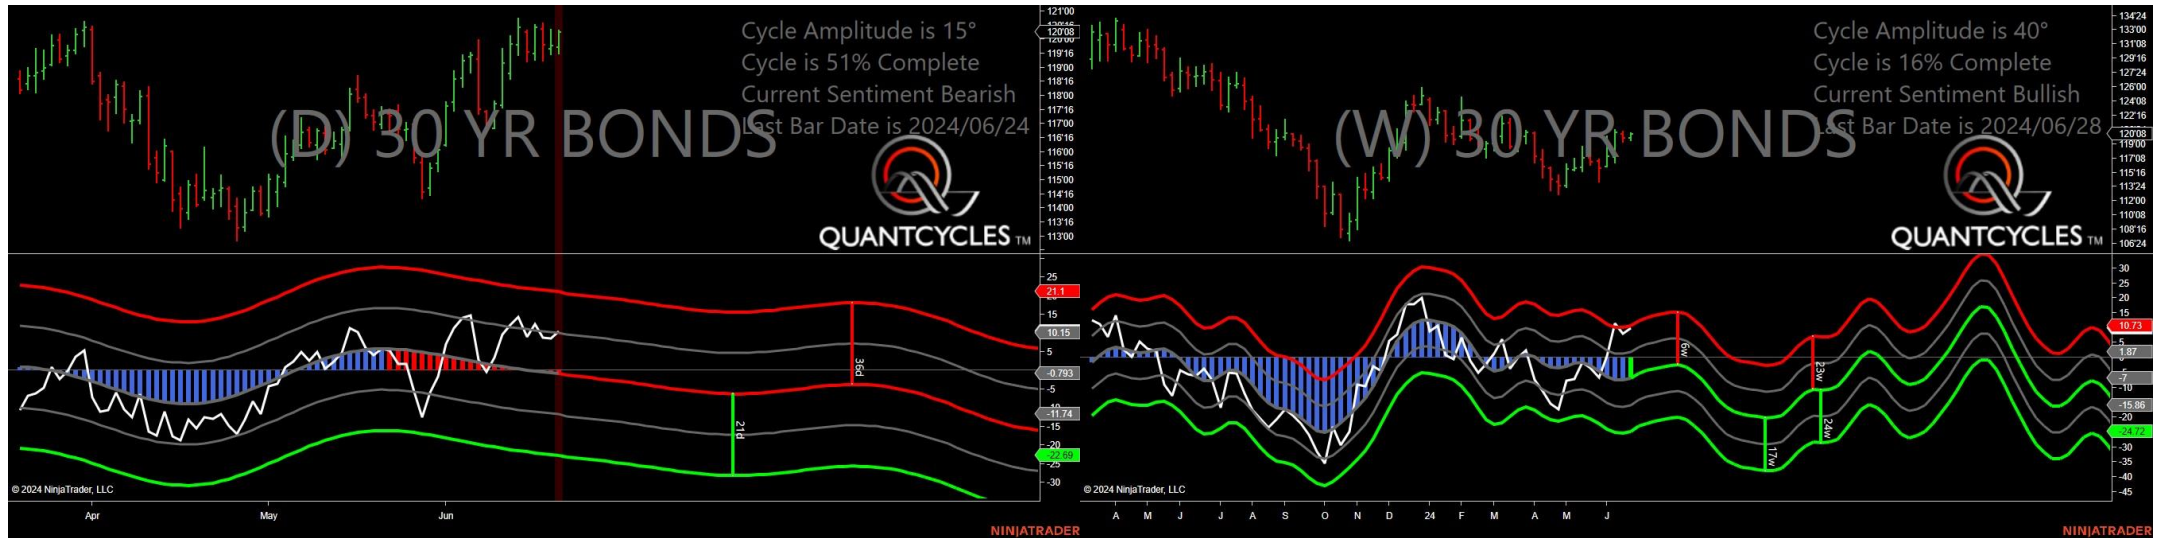 Cycle Amplitude is 15°
Cycle is 51% Complete
Current Sentiment Bearish
Last Bar Date is 2024/06/24
(D) 30 YR BONDS
QUANTCYCLES TM
121'00
120'16
120'08
120'00
119'16
119'00
118'16
118'00
117'16
117'00
116'16
116'00
115'16
115'00
114'16
114'00
113'16
113'00
25
21.1
15
10.15
5
-0.793
-5
-11.74
-15
-20
-22.69
-25
-30
36d
21d
© 2024 NinjaTrader, LLC
Apr May Jun
NINJATRADER
Cycle Amplitude is 40°
Cycle is 16% Complete
Current Sentiment Bullish
Last Bar Date is 2024/06/28
(W) 30 YR BONDS
QUANTCYCLES TM
134'24
133'00
131'08
129'16
127'24
126'00
124'08
122'16
120'08
119'00
117'08
115'16
113'24
112'00
110'08
108'16
106'24
30
25
20
15
10.73
5
1.87
-7
-10
-15.86
-20
-24.72
-30
-35
-40
-45
6w
23w
24w
17w
© 2024 NinjaTrader, LLC
A M J J A S O N D 24 F M A M J
NINJATRADER